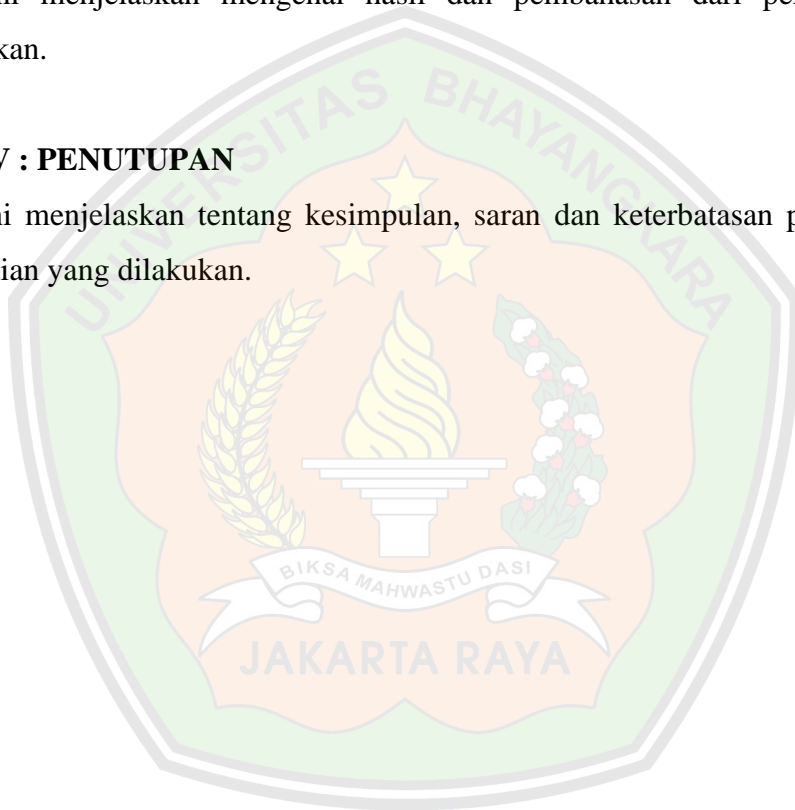 menjelaskan mengenai hasil dan pembahasan dari
kan.
V : PENUTUPAN
ni menjelaskan tentang kesimpulan, saran dan keterbatasan p
ian yang dilakukan.
UNIVERSITAS BHAYANGKARA
BIKSA MAHWASTU DASI
JAKARTA RAYA